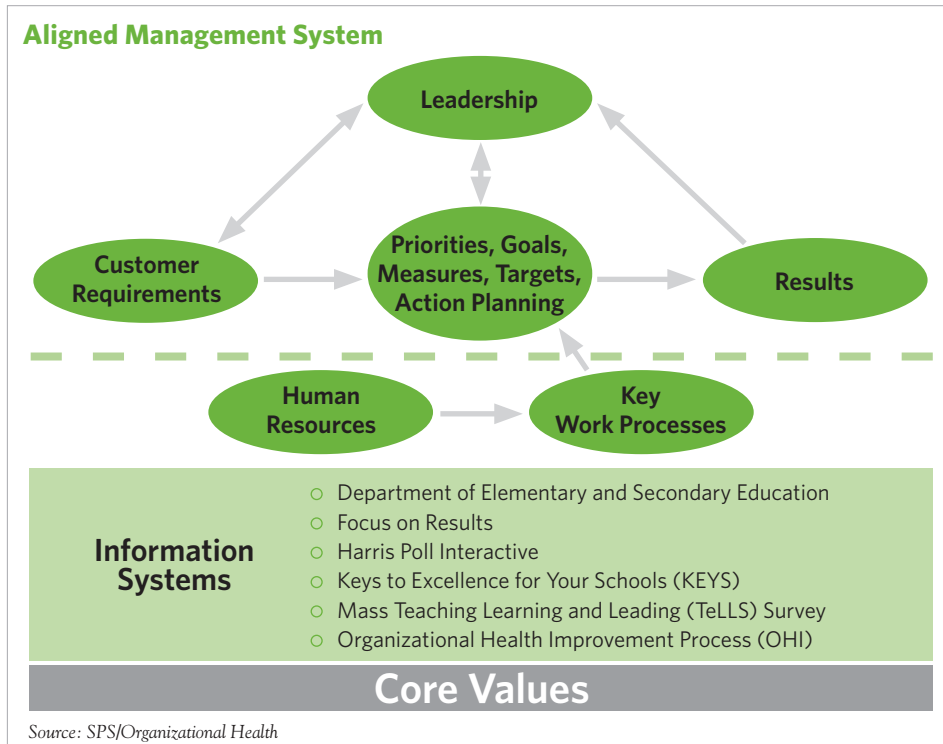 Aligned Management System
Leadership
Customer
Requirements
Priorities, Goals,
Measures, Targets,
Action Planning
Results
Human
Resources
Key
Work Processes
Information
Systems
Department of Elementary and Secondary Education
Focus on Results
Harris Poll Interactive
Keys to Excellence for Your Schools (KEYS)
Mass Teaching Learning and Leading (TeLLS) Survey
Organizational Health Improvement Process (OHI)
Core Values
Source: SPS/Organizational Health